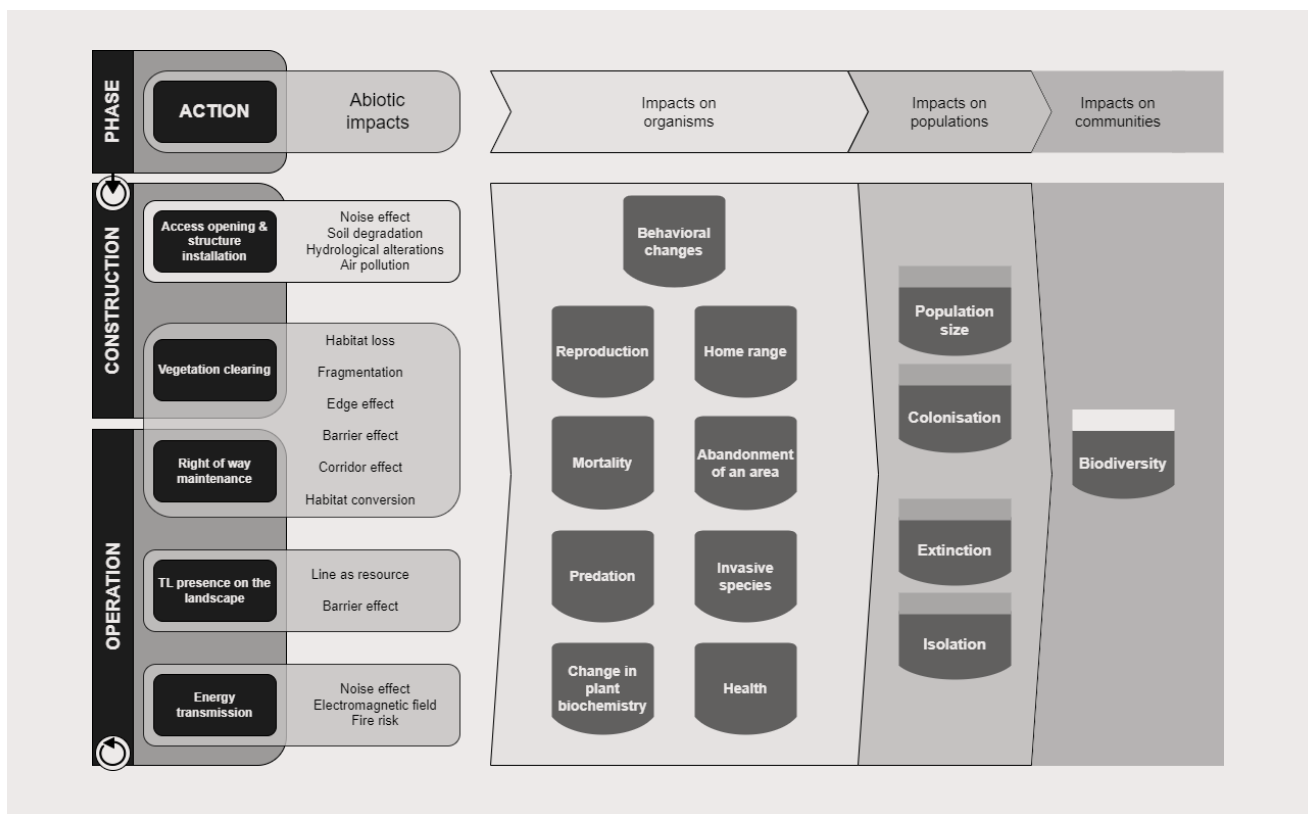 PHASE
ACTION
Abiotic
impacts
Impacts on
organisms
Impacts on
populations
Impacts on
communities
CONSTRUCTION
Access opening &
structure
installation
Noise effect
Soil degradation
Hydrological alterations
Air pollution
Vegetation clearing
Habitat loss
Fragmentation
Edge effect
Barrier effect
Corridor effect
Habitat conversion
OPERATION
Right of way
maintenance
TL presence on the
landscape
Line as resource
Barrier effect
Energy
transmission
Noise effect
Electromagnetic field
Fire risk
Behavioral
changes
Reproduction
Home range
Mortality
Abandonment
of an area
Predation
Invasive
species
Change in
plant
biochemistry
Health
Population
size
Colonisation
Extinction
Isolation
Biodiversity